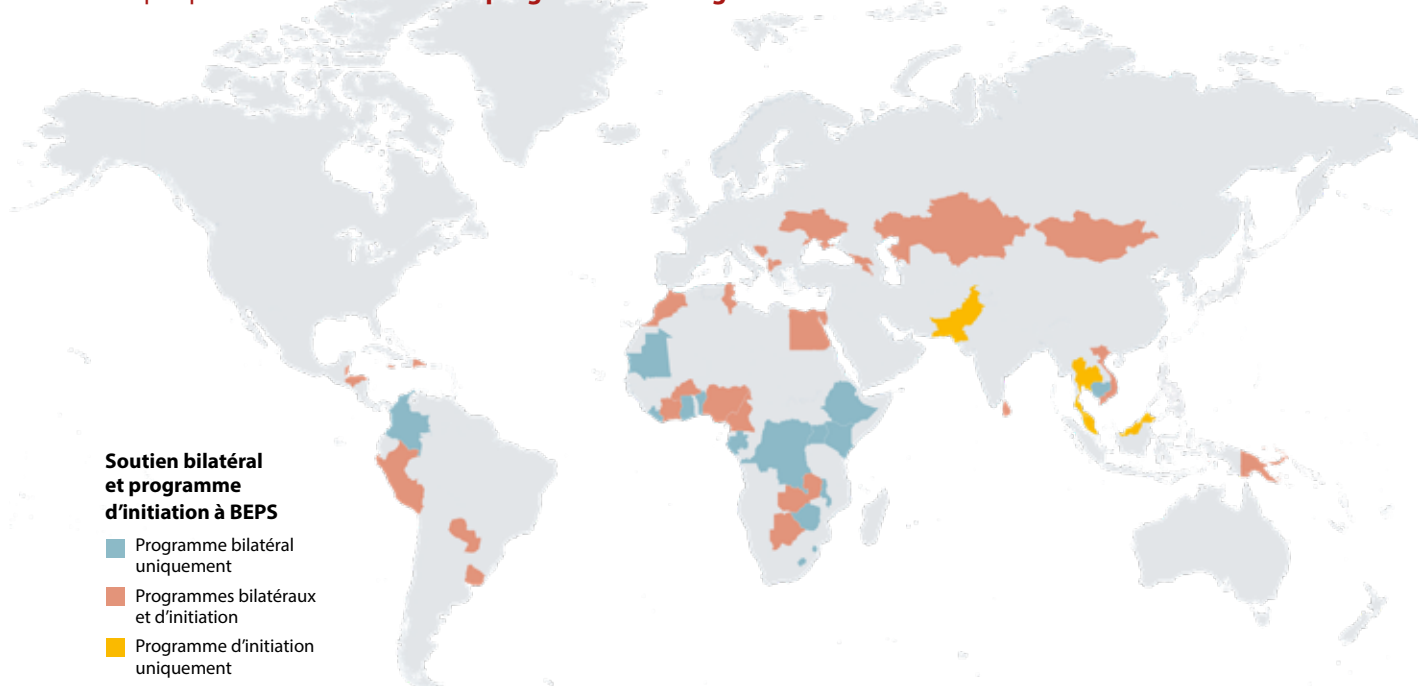 Soutien bilatéral
et programme
d'initiation à BEPS
Programme bilatéral
uniquement
Programmes bilatéraux
et d'initiation
Programme d'initiation
uniquement